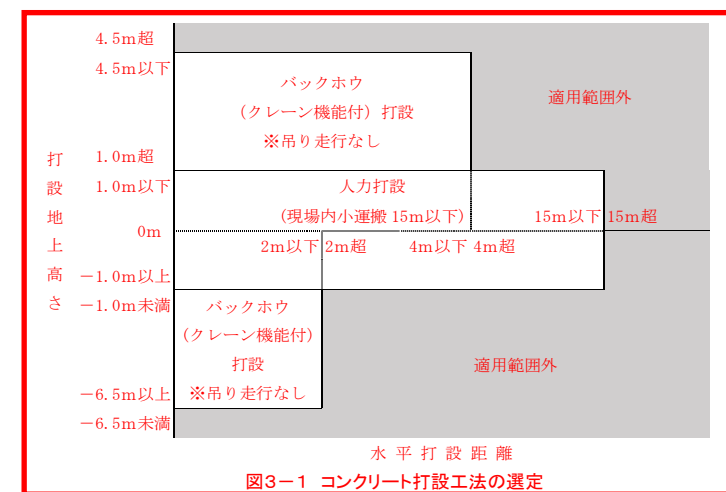 4.5m超
4.5m以下
バックホウ
(クレーン機能付) 打設
※吊り走行なし
適用範囲外
打設地上高さ
1.0m超
1.0m以下
人力打設
(現場内小運搬 15m以下)
15m以下 15m超
0m
2m以下 2m超 4m以下 4m超
－1.0m以上
－1.0m未満
バックホウ
(クレーン機能付)
打設
※吊り走行なし
適用範囲外
－6.5m以上
－6.5m未満
水 平 打 設 距 離
図3－1 コンクリート打設工法の選定